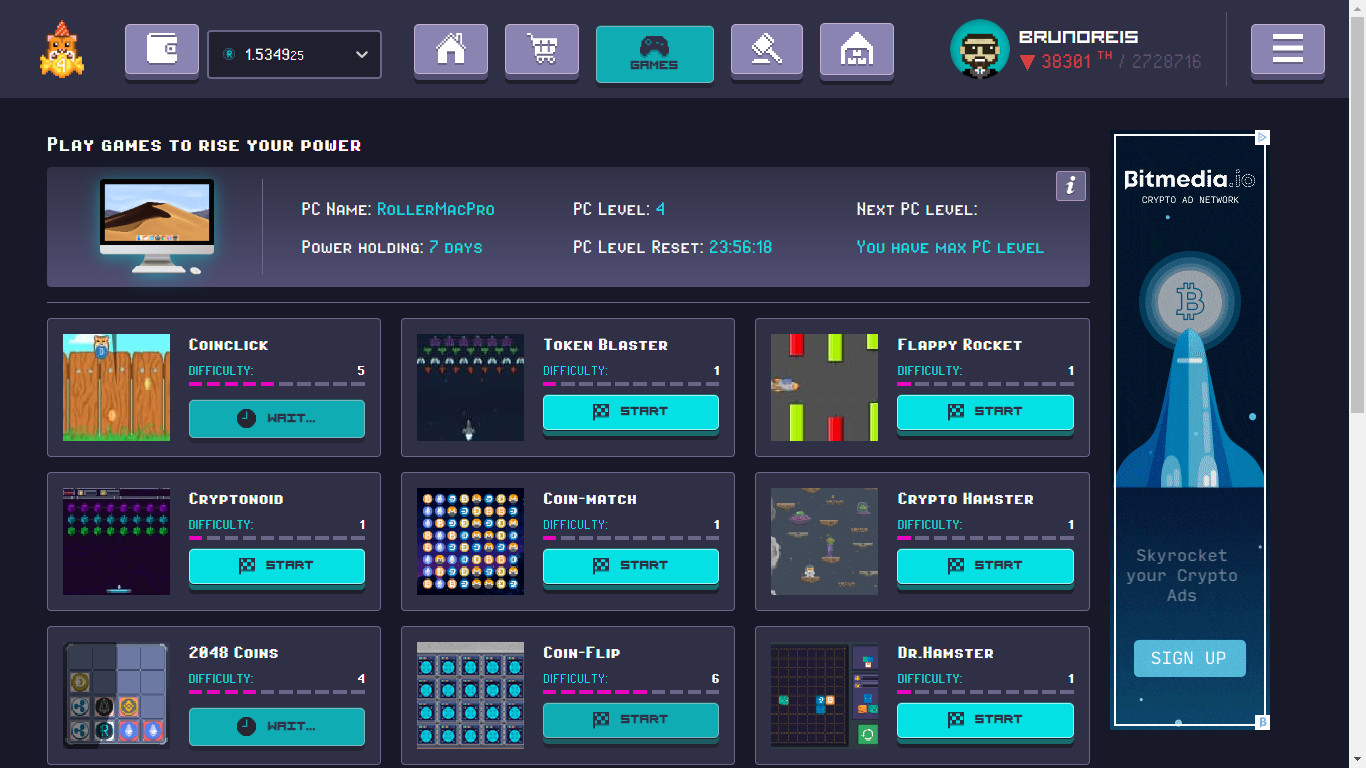 1.534925
GAMES
BRUNOREIS
38301 TH / 2728716
PLAY GAMES TO RISE YOUR POWER
i
PC NAME: ROLLERMACPRO
PC LEVEL: 4
NEXT PC LEVEL:
POWER HOLDING: 7 DAYS
PC LEVEL RESET: 23:56:18
YOU HAVE MAX PC LEVEL
COINCLICK
DIFFICULTY: 5
WAIT...
TOKEN BLASTER
DIFFICULTY: 1
START
FLAPPY ROCKET
DIFFICULTY: 1
START
CRYPTONOID
DIFFICULTY: 1
START
COIN-MATCH
DIFFICULTY: 1
START
CRYPTO HAMSTER
DIFFICULTY: 1
START
2048 COINS
DIFFICULTY: 4
WAIT...
COIN-FLIP
DIFFICULTY: 6
START
DR.HAMSTER
DIFFICULTY: 1
START
Bitmedia.io
CRYPTO AD NETWORK
Skyrocket
your Crypto
Ads
SIGN UP